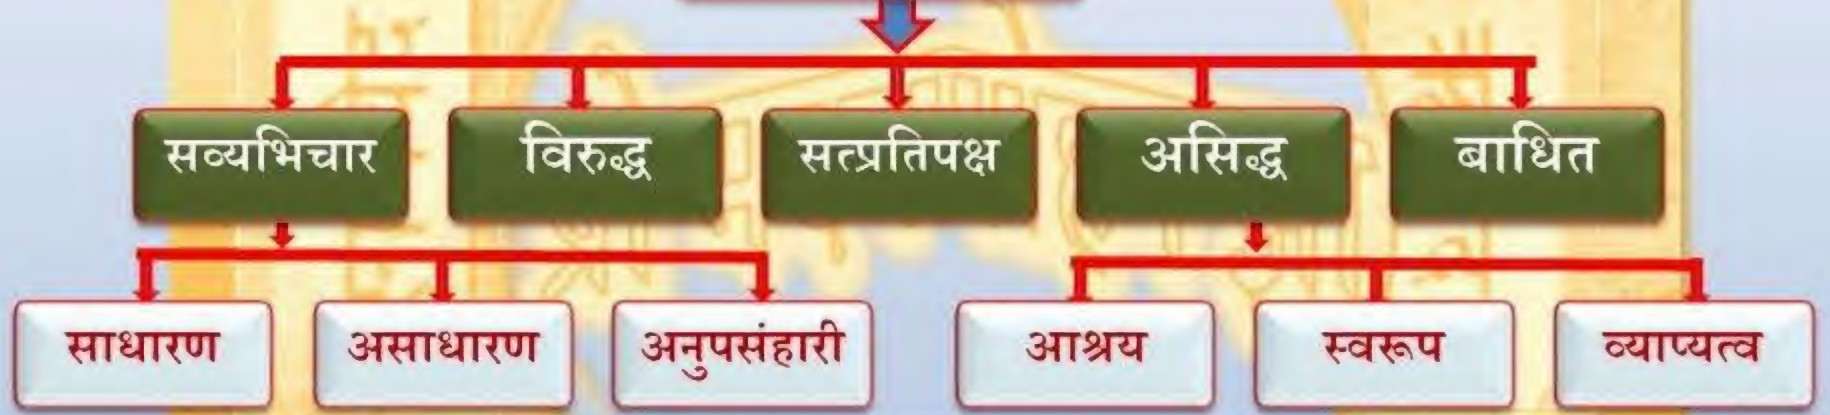 सव्यभिचार विरुद्ध सत्प्रतिपक्ष असिद्ध बाधित
साधारण असाधारण अनुपसंहारी आश्रय स्वरूप व्याप्यत्व